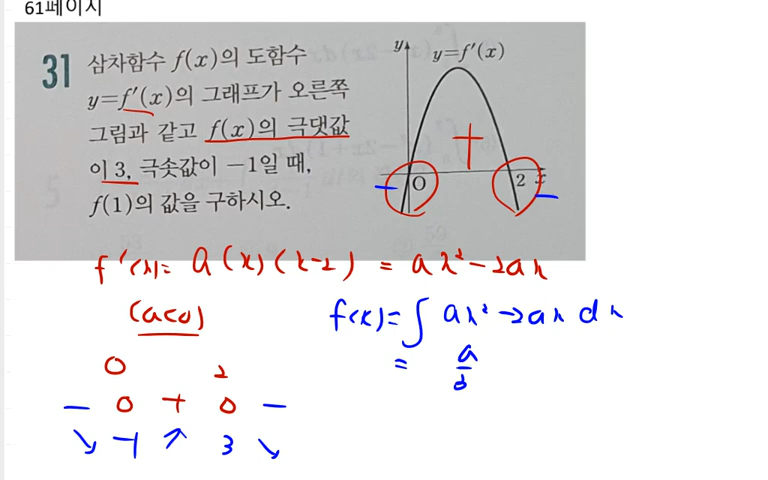 61페이지
31 삼차함수 f(x)의 도함수
y=f'(x)의 그래프가 오른쪽
그림과 같고 f(x)의 극댓값
이 3, 극솟값이 -1일 때,
f(1)의 값을 구하시오.
y
y=f'(x)
+
-
O
2
x
-
f'(x)= a(x)(x-2) = ax²-2ax
(a<0)
f(x)=∫ ax²-2ax dx
= a/3
0 2
- 0 + 0 -
↘ -1 ↗ 3 ↘